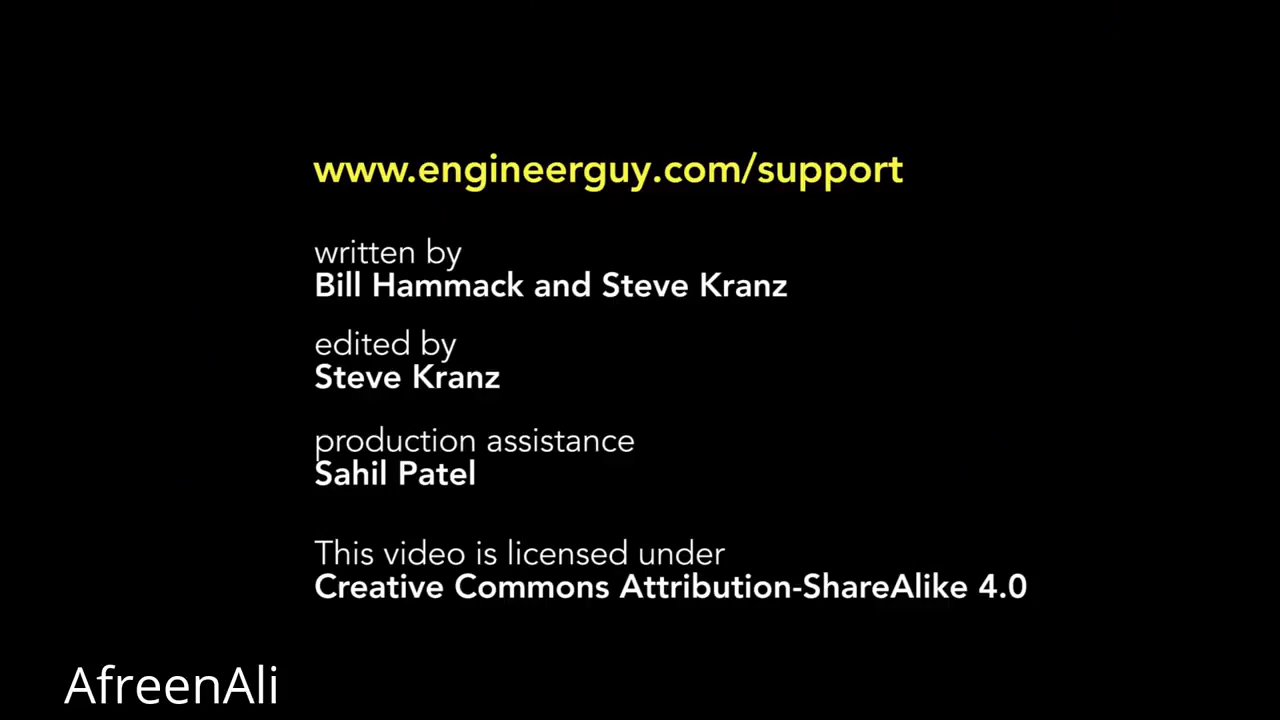 www.engineerguy.com/support
written by
Bill Hammack and Steve Kranz
edited by
Steve Kranz
production assistance
Sahil Patel
This video is licensed under
Creative Commons Attribution-ShareAlike 4.0
AfreenAli